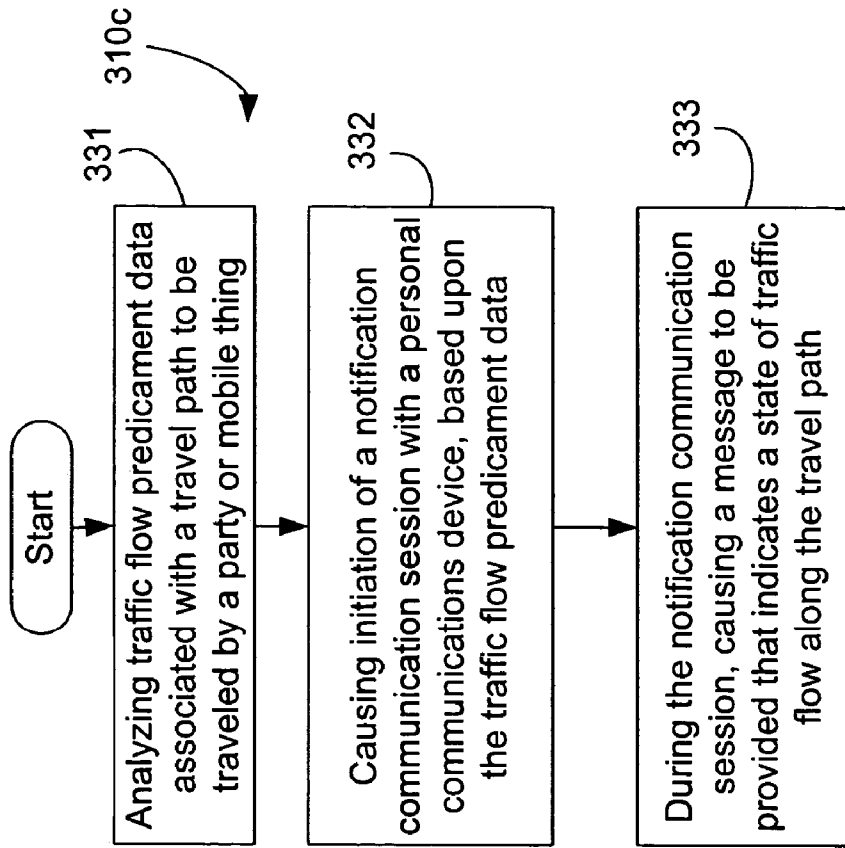 Start
310c
331
Analyzing traffic flow predicament data
associated with a travel path to be
traveled by a party or mobile thing
332
Causing initiation of a notification
communication session with a personal
communications device, based upon
the traffic flow predicament data
333
During the notification communication
session, causing a message to be
provided that indicates a state of traffic
flow along the travel path